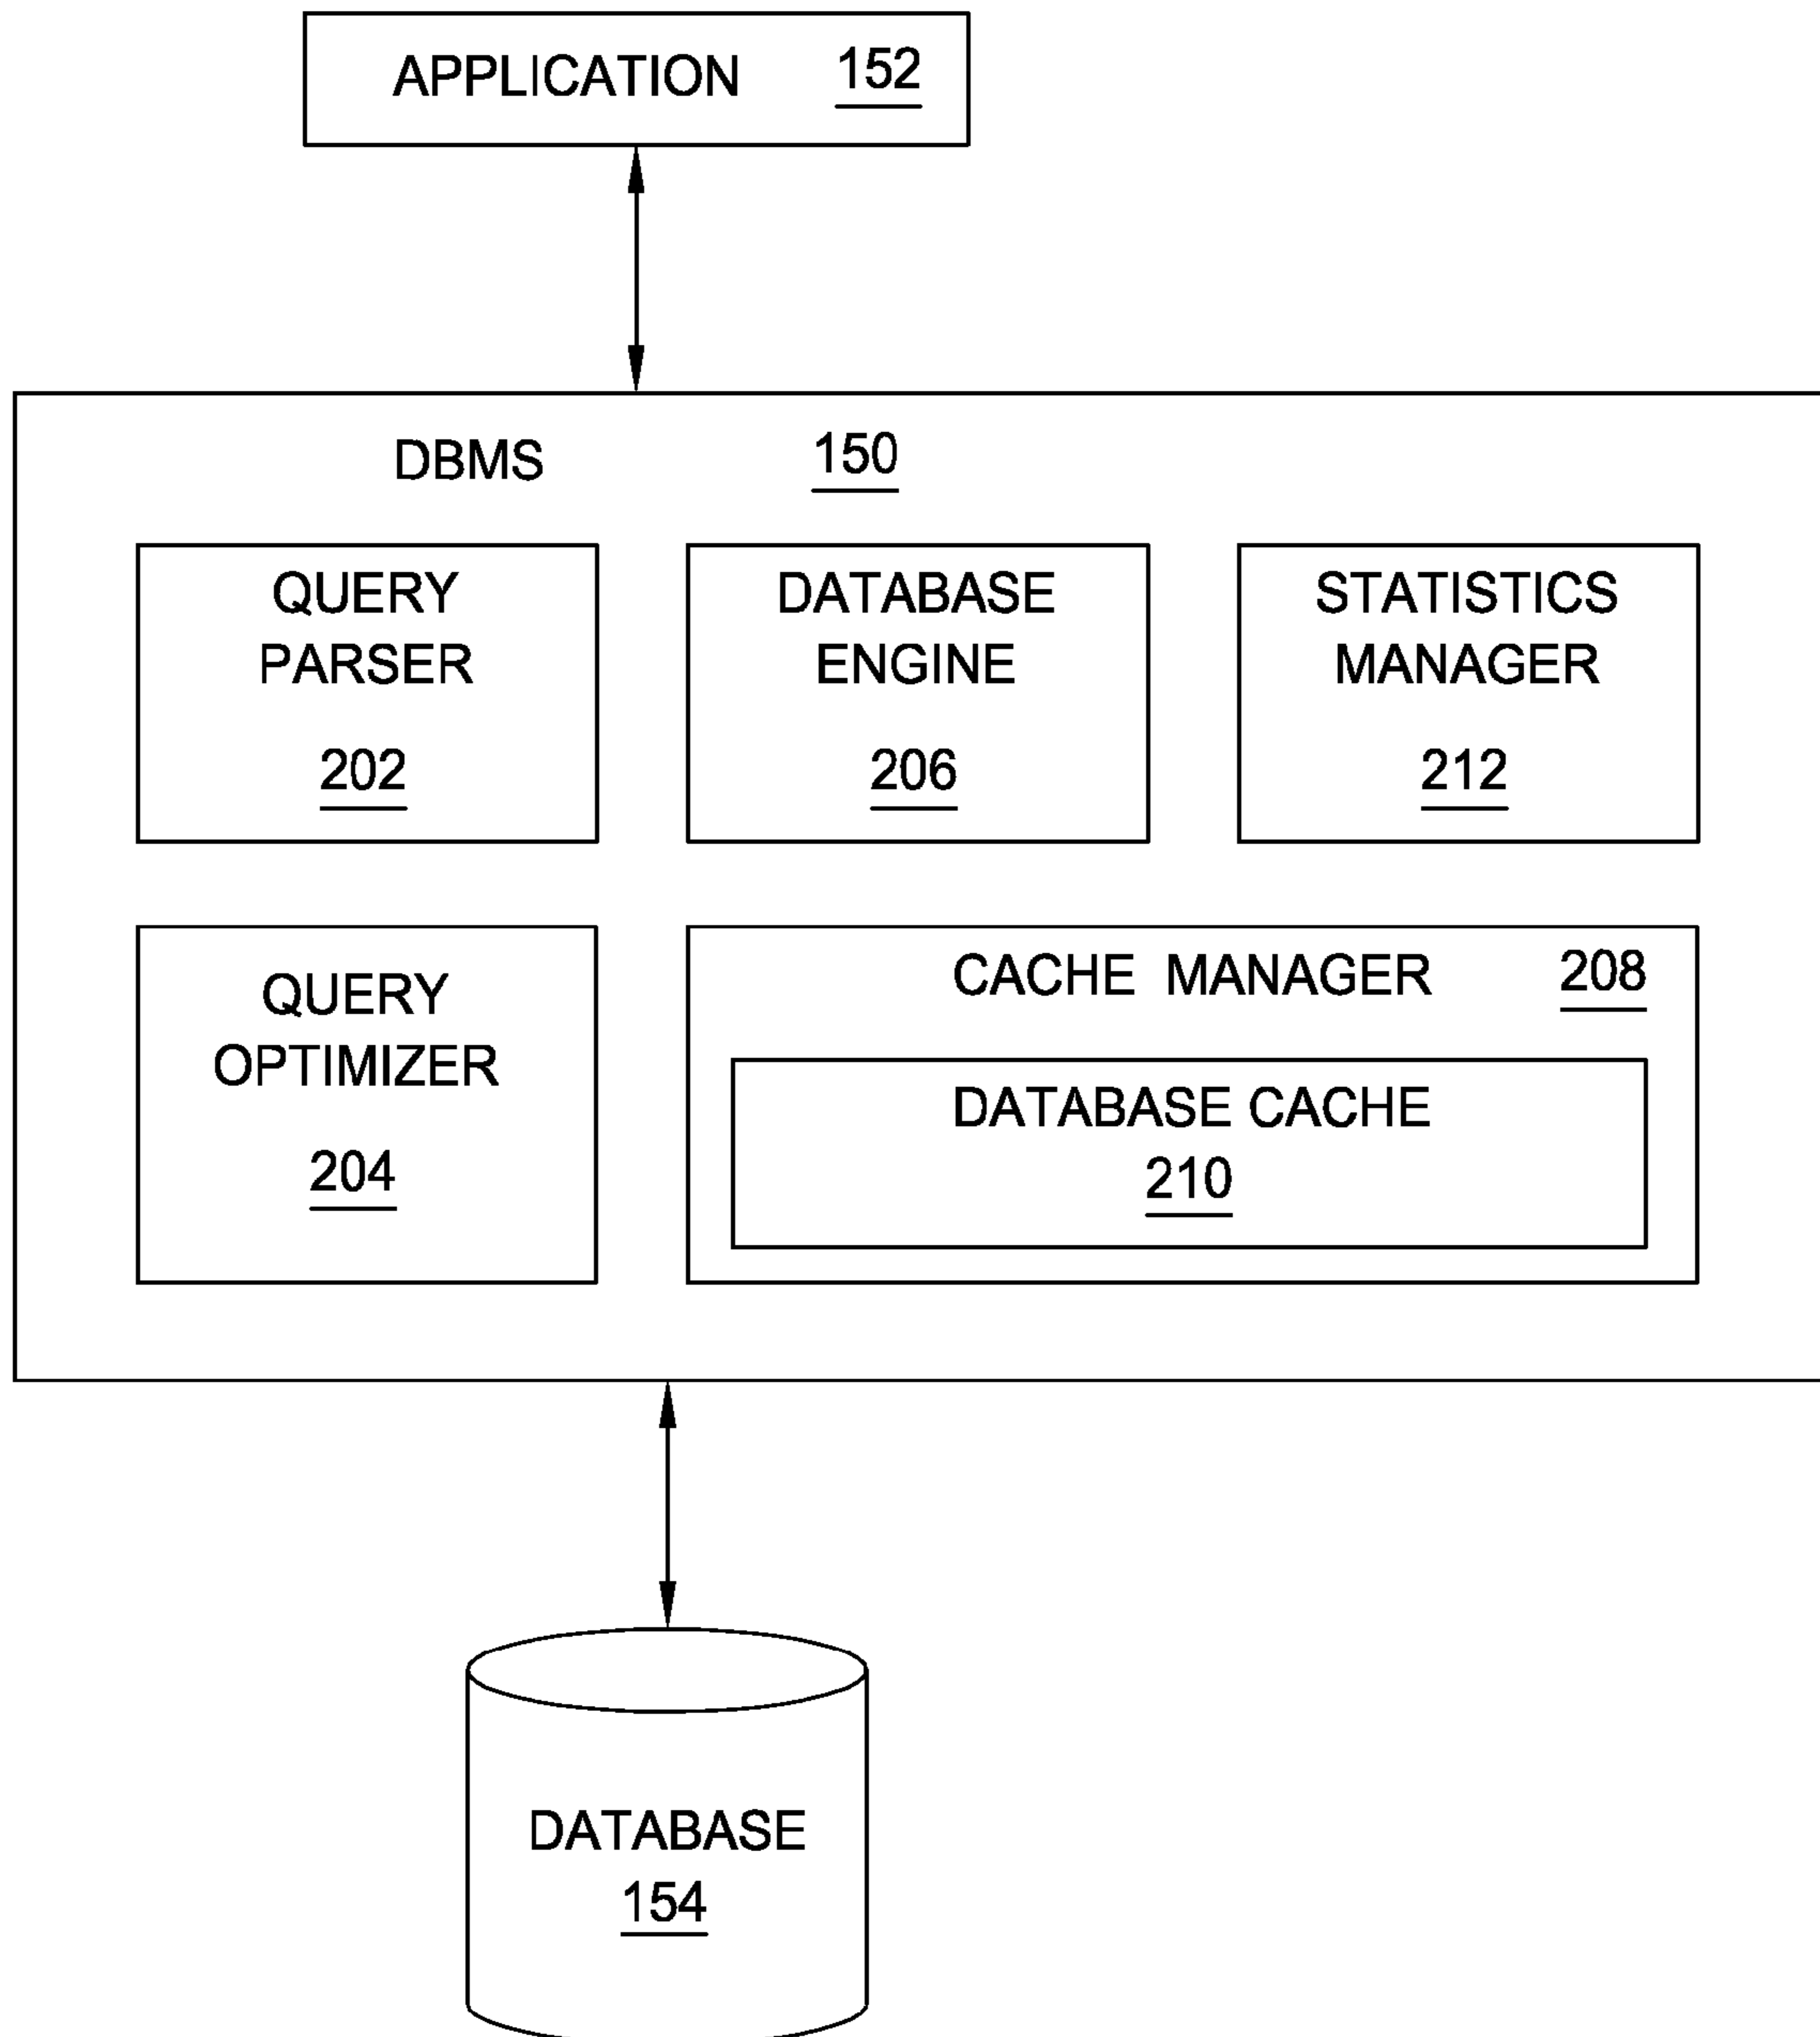 APPLICATION 152
DBMS 150
QUERY
PARSER
202
DATABASE
ENGINE
206
STATISTICS
MANAGER
212
QUERY
OPTIMIZER
204
CACHE MANAGER 208
DATABASE CACHE
210
DATABASE
154